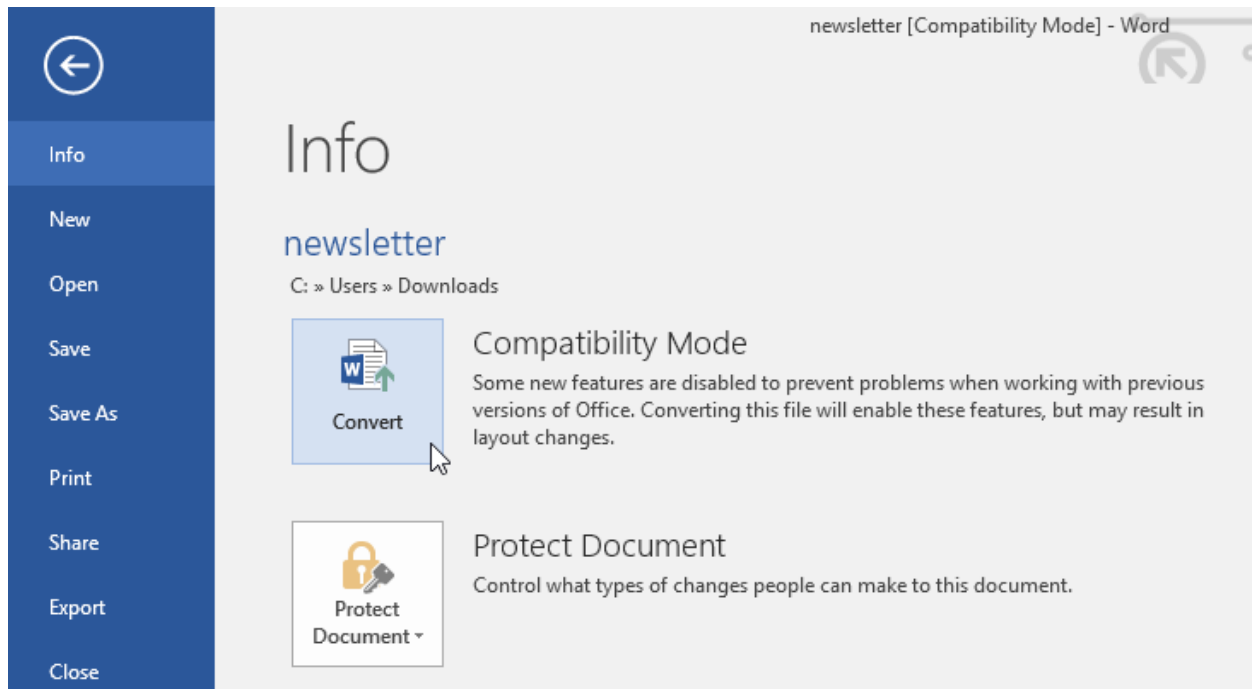 newsletter [Compatibility Mode] - Word
Info
New
Open
Save
Save As
Print
Share
Export
Close
Info
newsletter
C: » Users » Downloads
W
Convert
Compatibility Mode
Some new features are disabled to prevent problems when working with previous
versions of Office. Converting this file will enable these features, but may result in
layout changes.
Protect
Document
Protect Document
Control what types of changes people can make to this document.